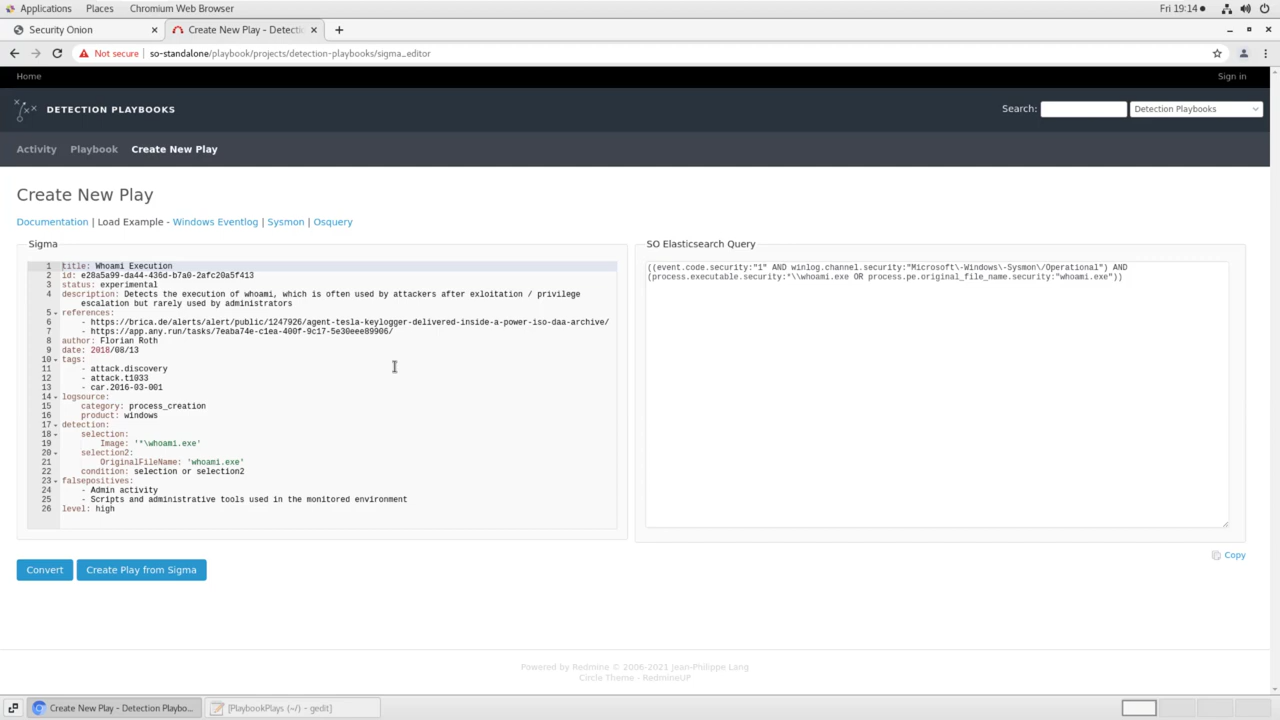 Applications Places Chromium Web Browser Fri 19:14
Security Onion Create New Play - Detectic
Not secure so-standalone/playbook/projects/detection-playbooks/sigma_editor
Home Sign in
DETECTION PLAYBOOKS Search: Detection Playbooks
Activity Playbook Create New Play
Create New Play
Documentation | Load Example - Windows Eventlog | Sysmon | Osquery
Sigma
1 title: Whoami Execution
2 id: e28a5a99-da44-436d-b7a0-2afc20a5f413
3 status: experimental
4 description: Detects the execution of whoami, which is often used by attackers after exloitation / privilege
escalation but rarely used by administrators
5 references:
6 - https://brica.de/alerts/alert/public/1247926/agent-tesla-keylogger-delivered-inside-a-power-iso-daa-archive/
7 - https://app.any.run/tasks/7eaba74e-c1ea-400f-9c17-5e30eee89906/
8 author: Florian Roth
9 date: 2018/08/13
10 tags:
11 - attack.discovery
12 - attack.t1033
13 - car.2016-03-001
14 logsource:
15 category: process_creation
16 product: windows
17 detection:
18 selection:
19 Image: '*\whoami.exe'
20 selection2:
21 OriginalFileName: 'whoami.exe'
22 condition: selection or selection2
23 falsepositives:
24 - Admin activity
25 - Scripts and administrative tools used in the monitored environment
26 level: high
SO Elasticsearch Query
((event.code.security:"1" AND winlog.channel.security:"Microsoft\-Windows\-Sysmon\/Operational") AND
(process.executable.security:*\\whoami.exe OR process.pe.original_file_name.security:"whoami.exe"))
Copy
Convert Create Play from Sigma
Powered by Redmine © 2006-2021 Jean-Philippe Lang
Circle Theme - RedmineUP
Create New Play - Detection Playbo... [PlaybookPlays (~/) - gedit]